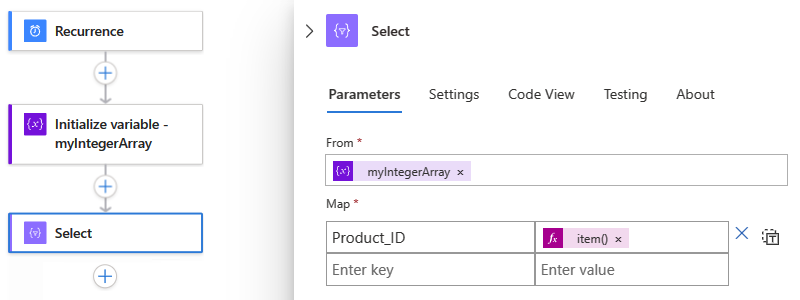 Recurrence
Initialize variable -
myIntegerArray
Select
Select
Parameters Settings Code View Testing About
From *
{x} myIntegerArray ×
Map *
Product_ID fx item() ×
Enter key Enter value